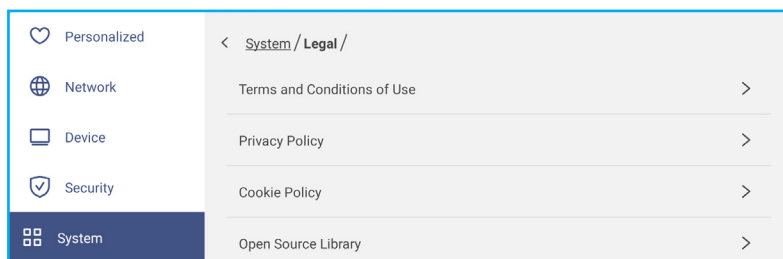 Personalized
Network
Device
Security
System
< System / Legal /
Terms and Conditions of Use
Privacy Policy
Cookie Policy
Open Source Library